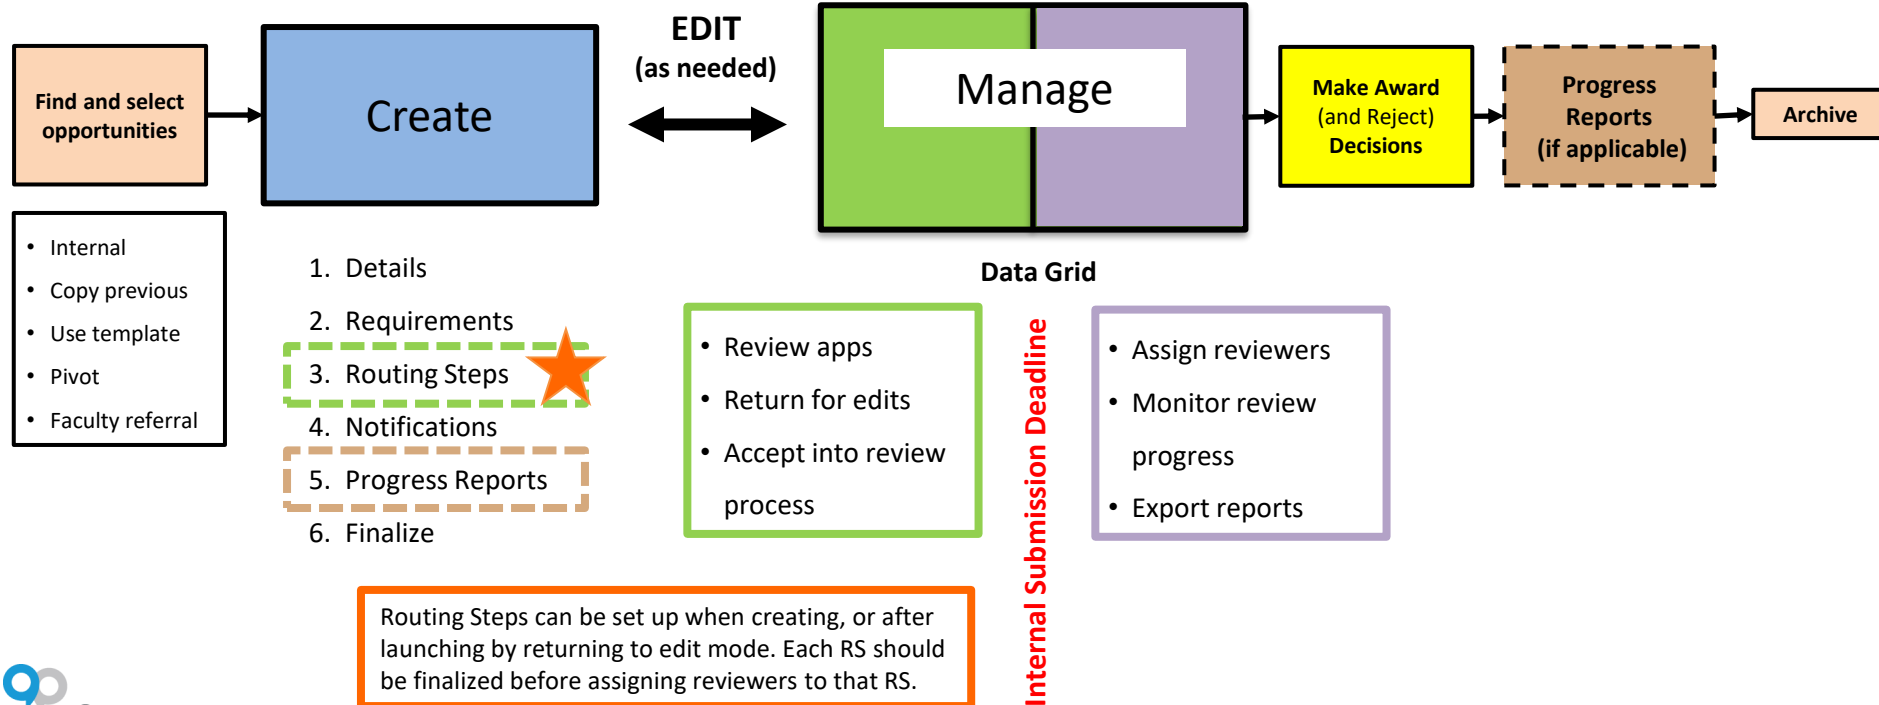 Find and select
opportunities
Create
EDIT
(as needed)
Manage
Make Award
(and Reject)
Decisions
Progress
Reports
(if applicable)
Archive
• Internal
• Copy previous
• Use template
• Pivot
• Faculty referral
1. Details
2. Requirements
3. Routing Steps
4. Notifications
5. Progress Reports
6. Finalize
Data Grid
• Review apps
• Return for edits
• Accept into review
process
Internal Submission Deadline
• Assign reviewers
• Monitor review
progress
• Export reports
Routing Steps can be set up when creating, or after
launching by returning to edit mode. Each RS should
be finalized before assigning reviewers to that RS.